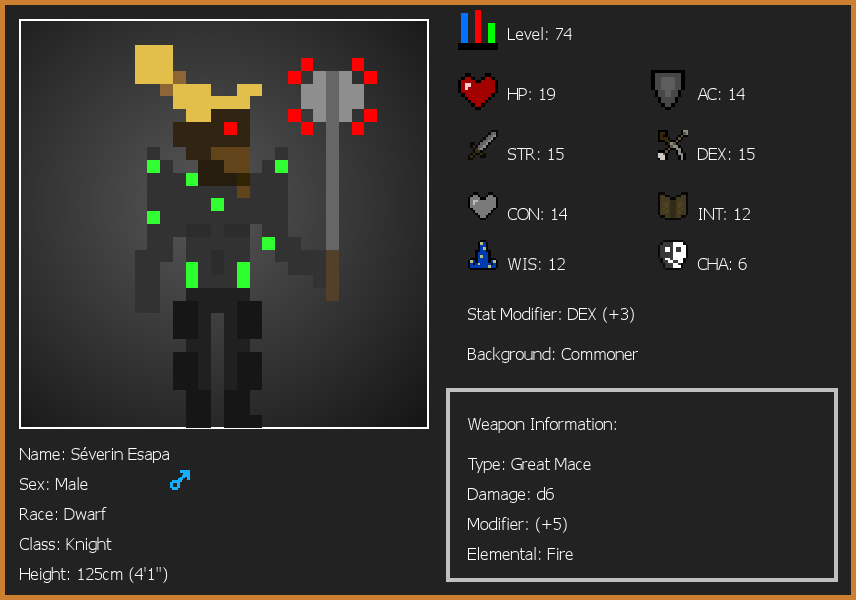 Level: 74
HP: 19
AC: 14
STR: 15
DEX: 15
CON: 14
INT: 12
WIS: 12
CHA: 6
Stat Modifier: DEX (+3)
Background: Commoner
Weapon Information:
Type: Great Mace
Damage: d6
Modifier: (+5)
Elemental: Fire
Name: Séverin Esapa
Sex: Male
Race: Dwarf
Class: Knight
Height: 125cm (4'1")